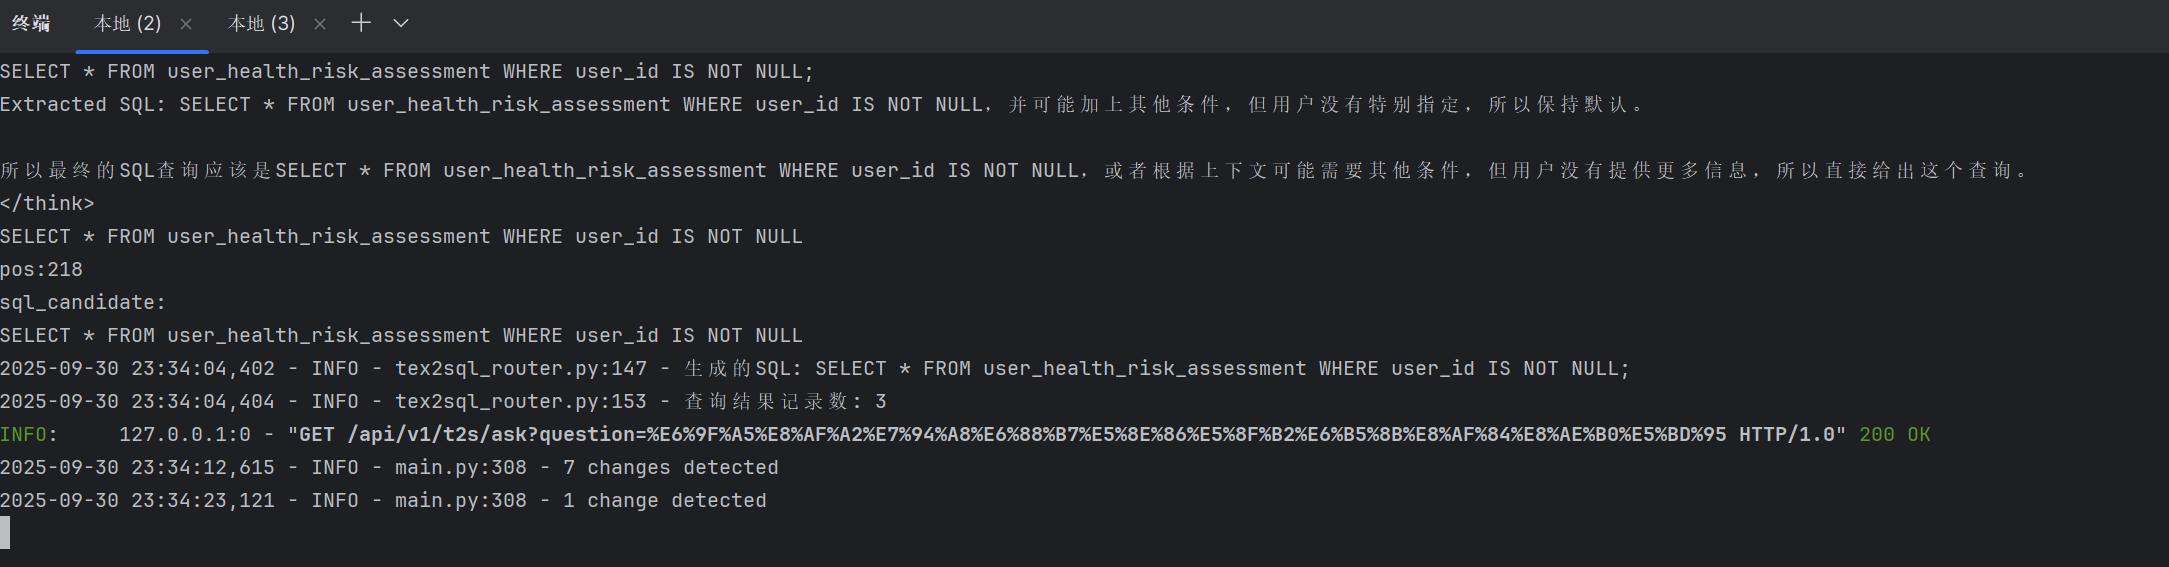 终端 本地 (2) × 本地 (3) ×
SELECT * FROM user_health_risk_assessment WHERE user_id IS NOT NULL;
Extracted SQL: SELECT * FROM user_health_risk_assessment WHERE user_id IS NOT NULL，并可能加上其他条件，但用户没有特别指定，所以保持默认。
所以最终的SQL查询应该是SELECT * FROM user_health_risk_assessment WHERE user_id IS NOT NULL，或者根据上下文可能需要其他条件，但用户没有提供更多信息，所以直接给出这个查询。
</think>
SELECT * FROM user_health_risk_assessment WHERE user_id IS NOT NULL
pos:218
sql_candidate:
SELECT * FROM user_health_risk_assessment WHERE user_id IS NOT NULL
2025-09-30 23:34:04,402 - INFO - tex2sql_router.py:147 - 生成的SQL: SELECT * FROM user_health_risk_assessment WHERE user_id IS NOT NULL;
2025-09-30 23:34:04,404 - INFO - tex2sql_router.py:153 - 查询结果记录数: 3
INFO:     127.0.0.1:0 - "GET /api/v1/t2s/ask?question=%E6%9F%A5%E8%AF%A2%E7%94%A8%E6%88%B7%E5%8E%86%E5%8F%B2%E6%B5%8B%E8%AF%84%E8%AE%B0%E5%BD%95 HTTP/1.0" 200 OK
2025-09-30 23:34:12,615 - INFO - main.py:308 - 7 changes detected
2025-09-30 23:34:23,121 - INFO - main.py:308 - 1 change detected